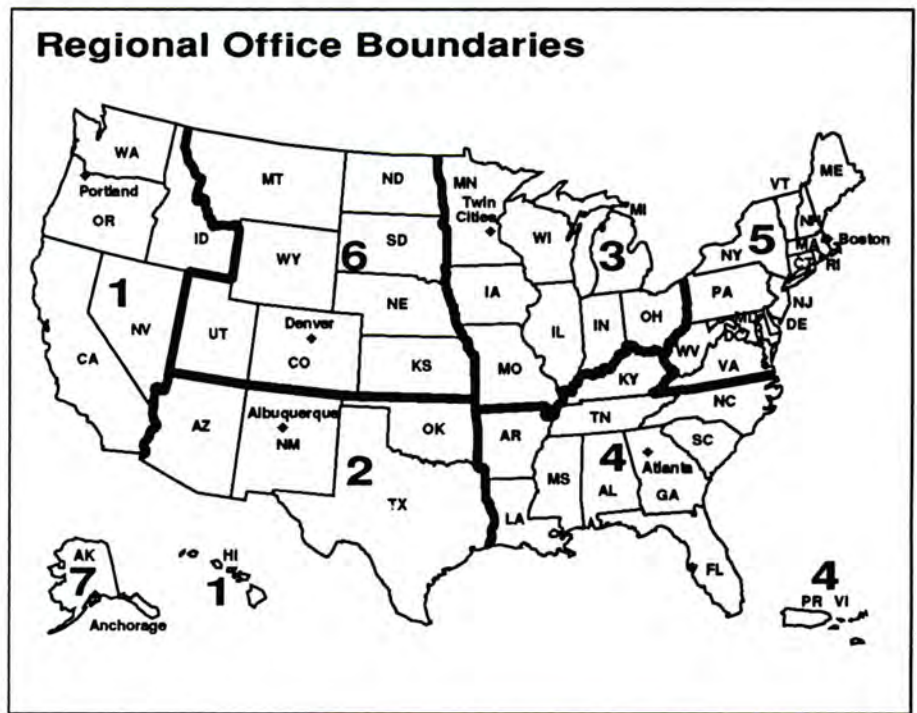 Regional Office Boundaries
WA
MT
ND
MN
ME
VT
Portland
Twin
Cities
MI
OR
ID
SD
WI
NH
WY
6
3
NY
5
MA
Boston
CT
RI
1
NE
IA
PA
NJ
NV
UT
Denver
CO
IL
IN
OH
MD
DE
DC
CA
KS
MO
WV
VA
KY
Albuquerque
NM
AZ
OK
AR
TN
NC
SC
2
TX
MS
4
AL
Atlanta
GA
LA
FL
AK
7
Anchorage
HI
1
4
PR VI